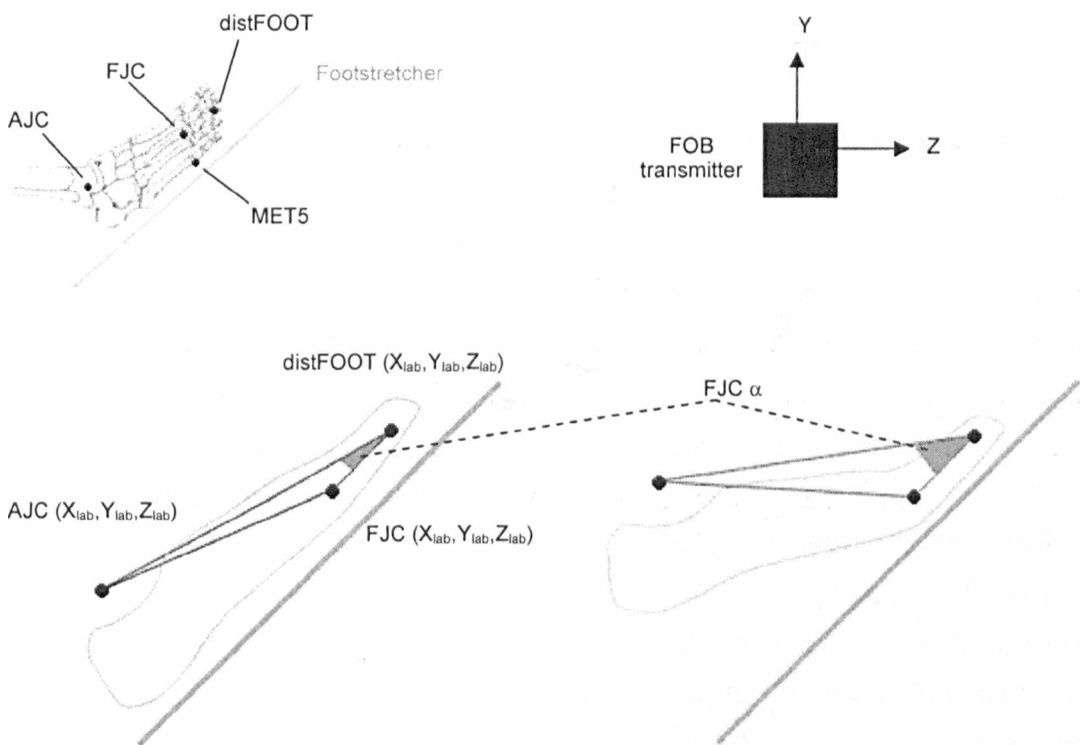 distFOOT
Y
FJC
Footstretcher
AJC
FOB
transmitter
Z
MET5
distFOOT (Xlab,Ylab,Zlab)
FJC α
AJC (Xlab,Ylab,Zlab)
FJC (Xlab,Ylab,Zlab)